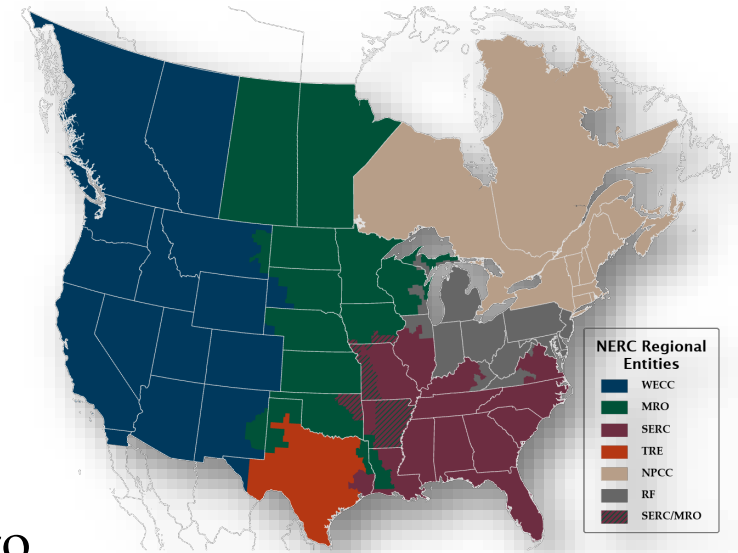 NERC Regional
Entities
WECC
MRO
SERC
TRE
NPCC
RF
SERC/MRO